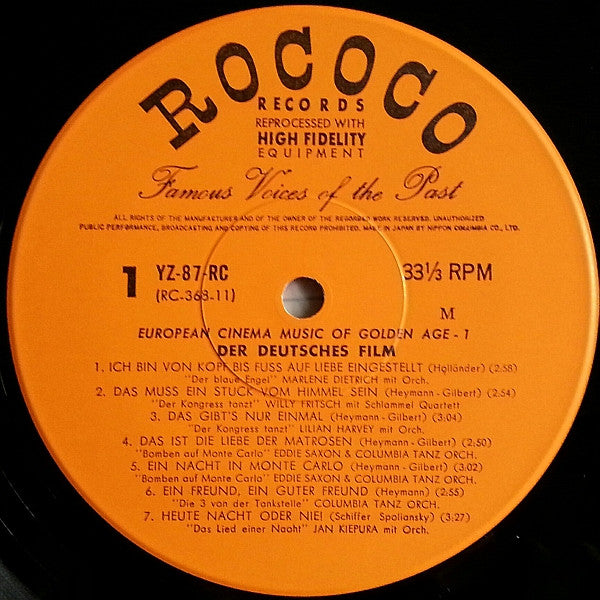 ROCOCO
RECORDS
REPROCESSED WITH
HIGH FIDELITY
EQUIPMENT
Famous Voices of the Past
ALL RIGHTS OF THE MANUFACTURER AND OF THE OWNER OF THE RECORDED WORK RESERVED. UNAUTHORIZED
PUBLIC PERFORMANCE, BROADCASTING AND COPYING OF THIS RECORD PROHIBITED. MADE IN JAPAN BY NIPPON COLUMBIA CO., LTD.
1 YZ-87-RC 33⅓ RPM
(RC-368-11) M
EUROPEAN CINEMA MUSIC OF GOLDEN AGE - 1
DER DEUTSCHES FILM
1. ICH BIN VON KOPF BIS FUSS AUF LIEBE EINGESTELLT (Holländer) (2:58)
"Der blaue Engel" MARLENE DIETRICH mit Orch.
2. DAS MUSS EIN STUCK VOM HIMMEL SEIN (Heymann-Gilbert) (2:54)
"Der Kongress tanzt" WILLY FRITSCH mit Schlammel Quartett
3. DAS GIBT'S NUR EINMAL (Heymann-Gilbert) (3:04)
"Der Kongress tanzt" LILIAN HARVEY mit Orch.
4. DAS IST DIE LIEBE DER MATROSEN (Heymann-Gilbert) (2:50)
"Bomben auf Monte Carlo" EDDIE SAXON & COLUMBIA TANZ ORCH.
5. EIN NACHT IN MONTE CARLO (Heymann - Gilbert) (3:02)
"Bomben auf Monte Carlo" EDDIE SAXON & COLUMBIA TANZ ORCH.
6. EIN FREUND, EIN GUTER FREUND (Heymann) (2:55)
"Die 3 von der Tankstelle" COLUMBIA TANZ ORCH.
7. HEUTE NACHT ODER NIE! (Schiffer Spoliansky) (3:27)
"Das Lied einer Nacht" JAN KIEPURA mit Orch.